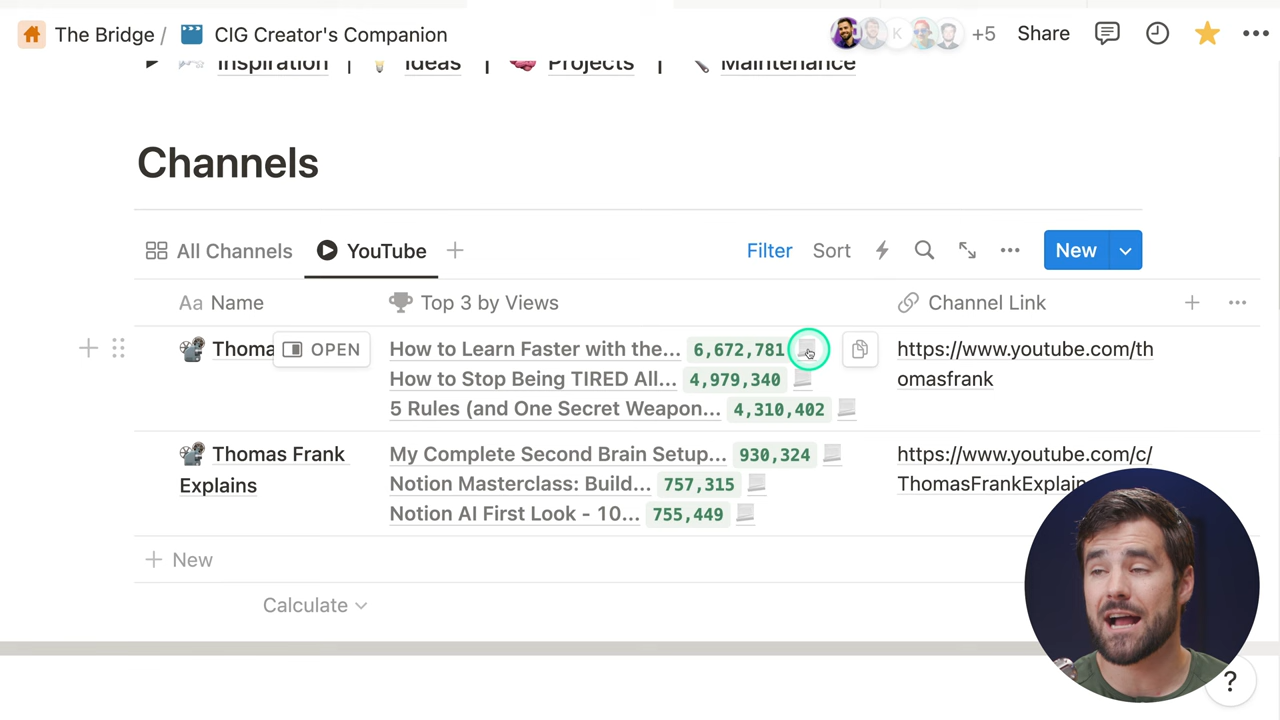 The Bridge / CIG Creator's Companion K +5 Share
Inspiration | Ideas | Projects | Maintenance
Channels
All Channels YouTube Filter Sort New
Aa Name Top 3 by Views Channel Link
Thoma OPEN How to Learn Faster with the... 6,672,781 https://www.youtube.com/th
How to Stop Being TIRED All... 4,979,340 omasfrank
5 Rules (and One Secret Weapon... 4,310,402
Thomas Frank My Complete Second Brain Setup... 930,324 https://www.youtube.com/c/
Explains Notion Masterclass: Build... 757,315 ThomasFrankExplain
Notion AI First Look - 10... 755,449
New
Calculate
?